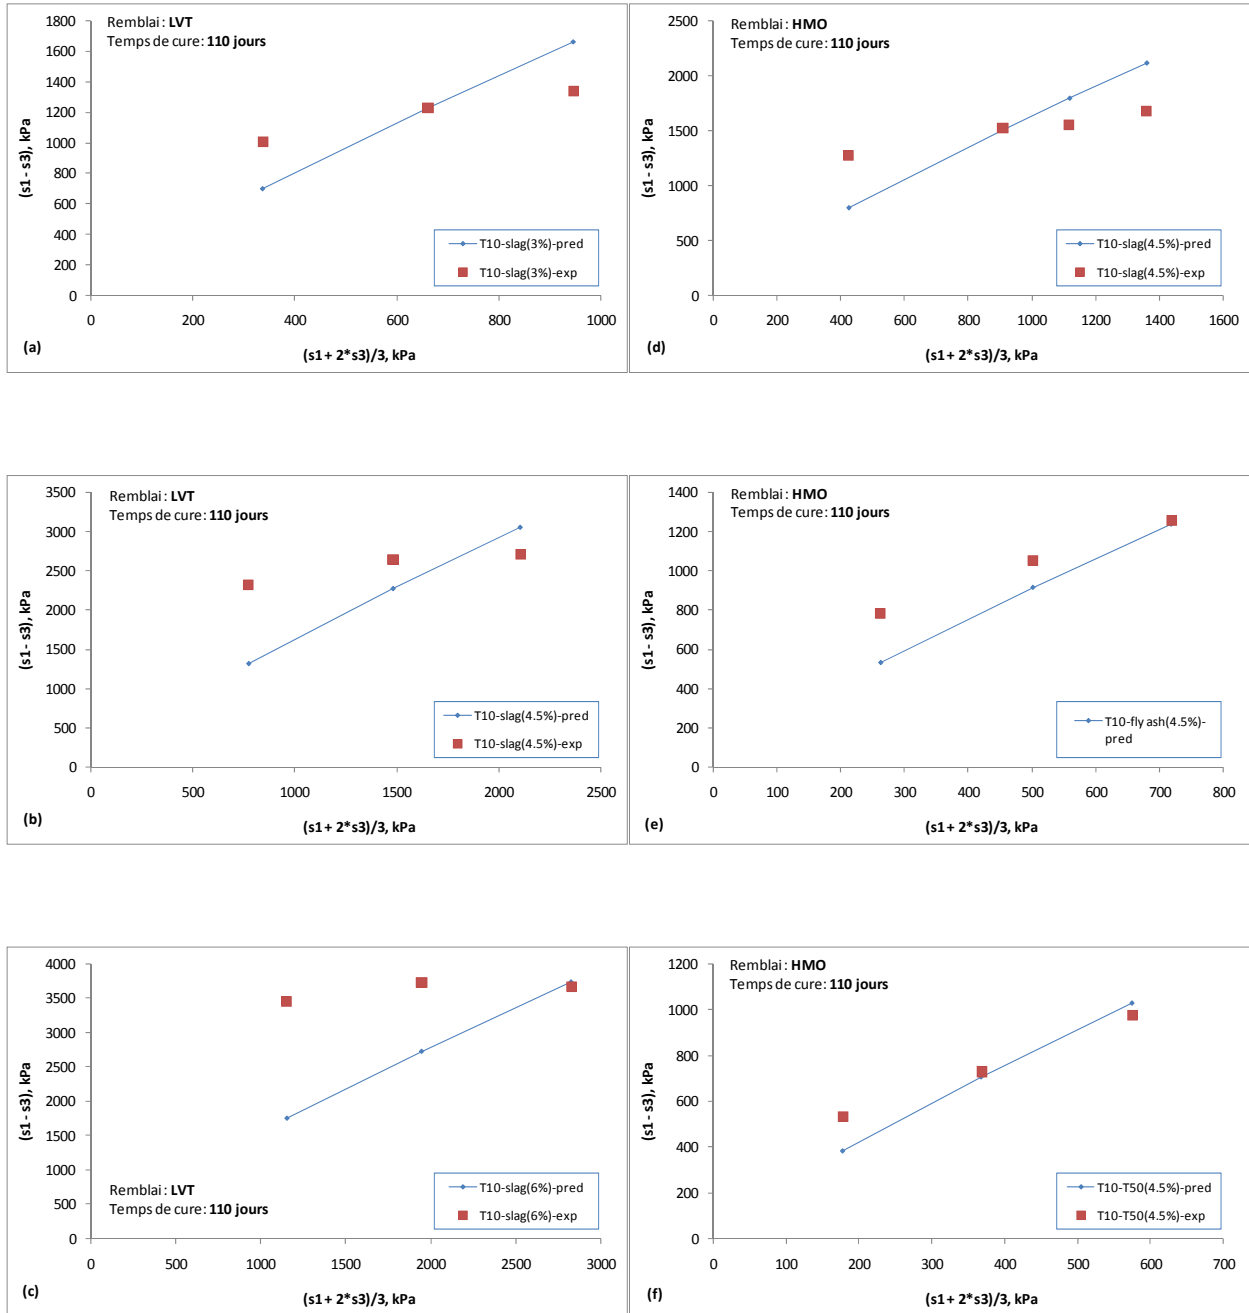 Remblai : LVT
Temps de cure: 110 jours
(s1 - s3), kPa
1800
1600
1400
1200
1000
800
600
400
200
0
T10-slag(3%)-pred
T10-slag(3%)-exp
0 200 400 600 800 1000
(a)
(s1 + 2*s3)/3, kPa
Remblai : HMO
Temps de cure: 110 jours
(s1 - s3), kPa
2500
2000
1500
1000
500
0
T10-slag(4.5%)-pred
T10-slag(4.5%)-exp
0 200 400 600 800 1000 1200 1400 1600
(d)
(s1 + 2*s3)/3, kPa
Remblai : LVT
Temps de cure: 110 jours
(s1 - s3), kPa
3500
3000
2500
2000
1500
1000
500
0
T10-slag(4.5%)-pred
T10-slag(4.5%)-exp
0 500 1000 1500 2000 2500
(b)
(s1 + 2*s3)/3, kPa
Remblai : HMO
Temps de cure: 110 jours
(s1 - s3), kPa
1400
1200
1000
800
600
400
200
0
T10-fly ash(4.5%)-
pred
0 100 200 300 400 500 600 700 800
(e)
(s1 + 2*s3)/3, kPa
(s1 - s3), kPa
4000
3500
3000
2500
2000
1500
1000
500
0
Remblai : LVT
Temps de cure: 110 jours
T10-slag(6%)-pred
T10-slag(6%)-exp
0 500 1000 1500 2000 2500 3000
(c)
(s1 + 2*s3)/3, kPa
Remblai : HMO
Temps de cure: 110 jours
(s1 - s3), kPa
1200
1000
800
600
400
200
0
T10-T50(4.5%)-pred
T10-T50(4.5%)-exp
0 100 200 300 400 500 600 700
(f)
(s1 + 2*s3)/3, kPa